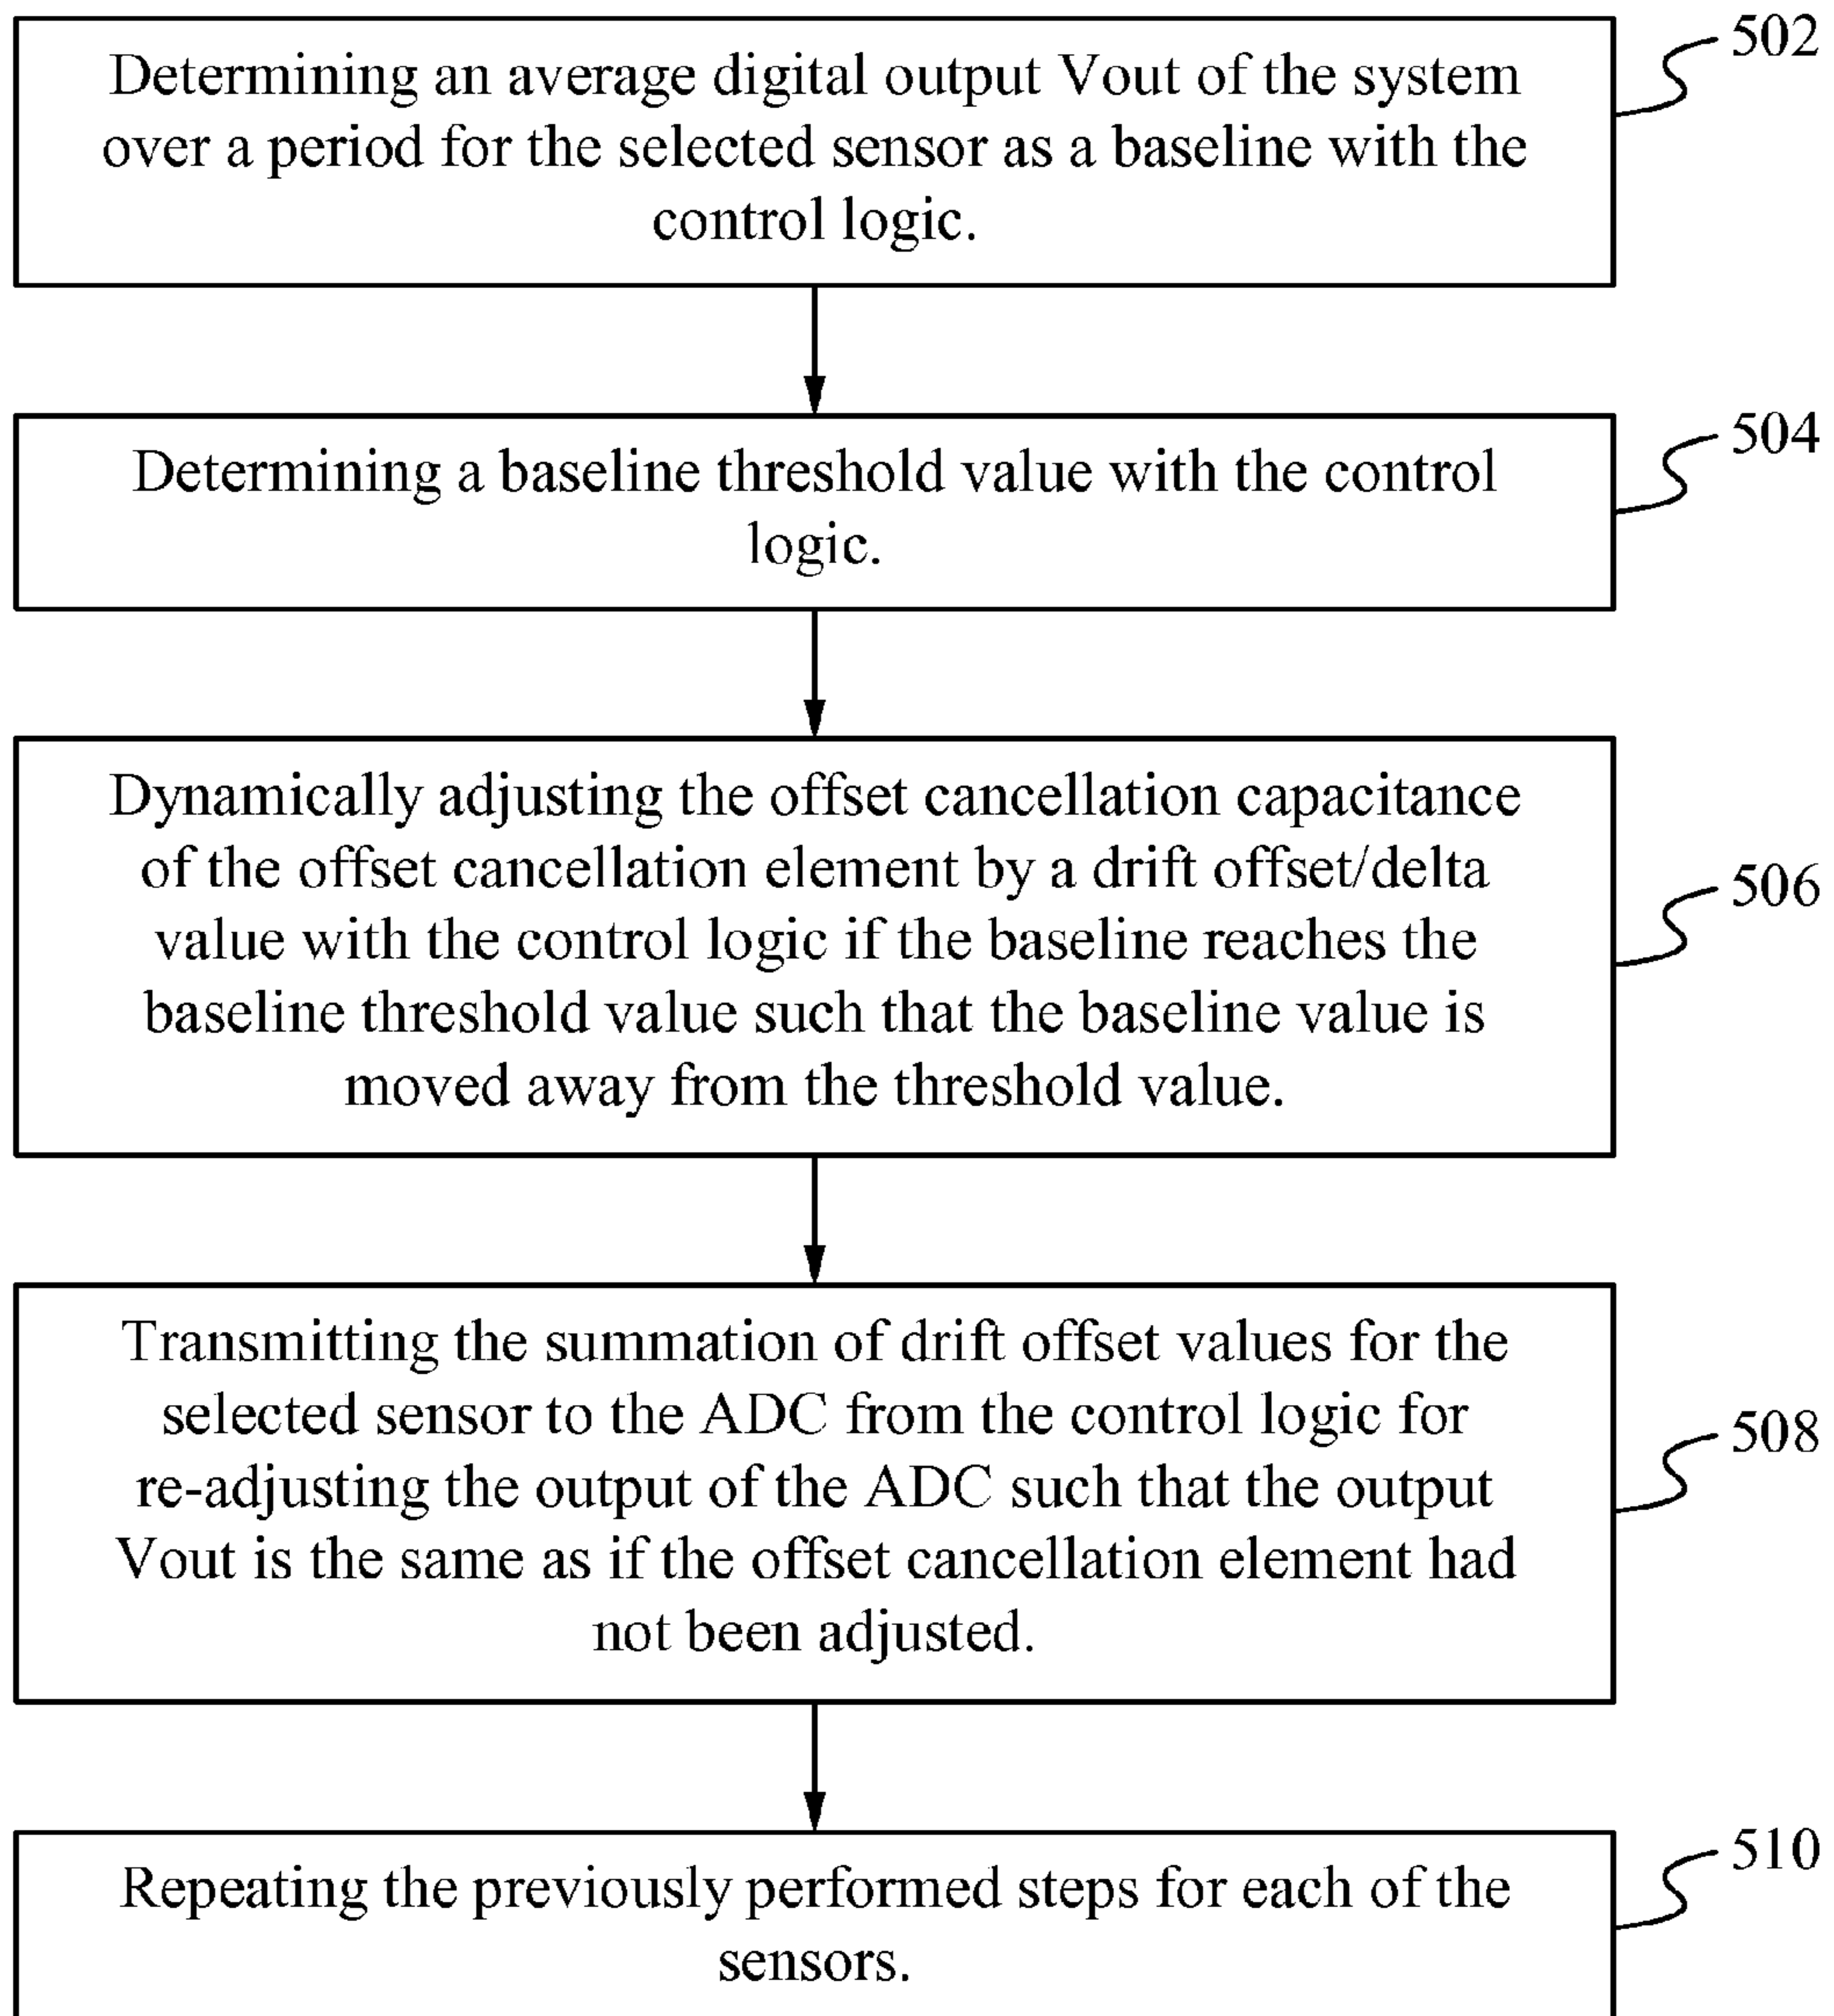 Determining an average digital output Vout of the system
over a period for the selected sensor as a baseline with the
control logic.
502
Determining a baseline threshold value with the control
logic.
504
Dynamically adjusting the offset cancellation capacitance
of the offset cancellation element by a drift offset/delta
value with the control logic if the baseline reaches the
baseline threshold value such that the baseline value is
moved away from the threshold value.
506
Transmitting the summation of drift offset values for the
selected sensor to the ADC from the control logic for
re-adjusting the output of the ADC such that the output
Vout is the same as if the offset cancellation element had
not been adjusted.
508
Repeating the previously performed steps for each of the
sensors.
510